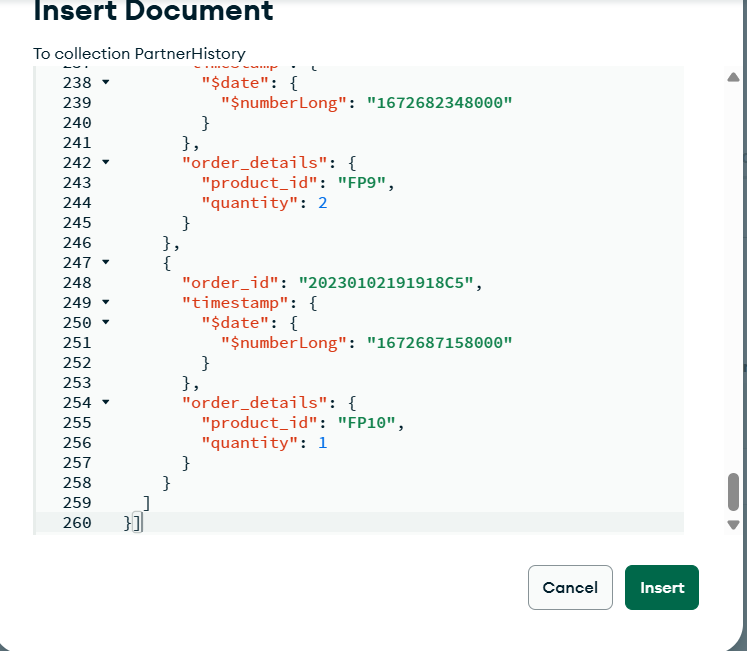 Insert Document
To collection PartnerHistory
237 "timestamp": {
238 "$date": {
239 "$numberLong": "1672682348000"
240 }
241 },
242 "order_details": {
243 "product_id": "FP9",
244 "quantity": 2
245 }
246 },
247 {
248 "order_id": "20230102191918C5",
249 "timestamp": {
250 "$date": {
251 "$numberLong": "1672687158000"
252 }
253 },
254 "order_details": {
255 "product_id": "FP10",
256 "quantity": 1
257 }
258 }
259 ]
260 }]
Cancel Insert